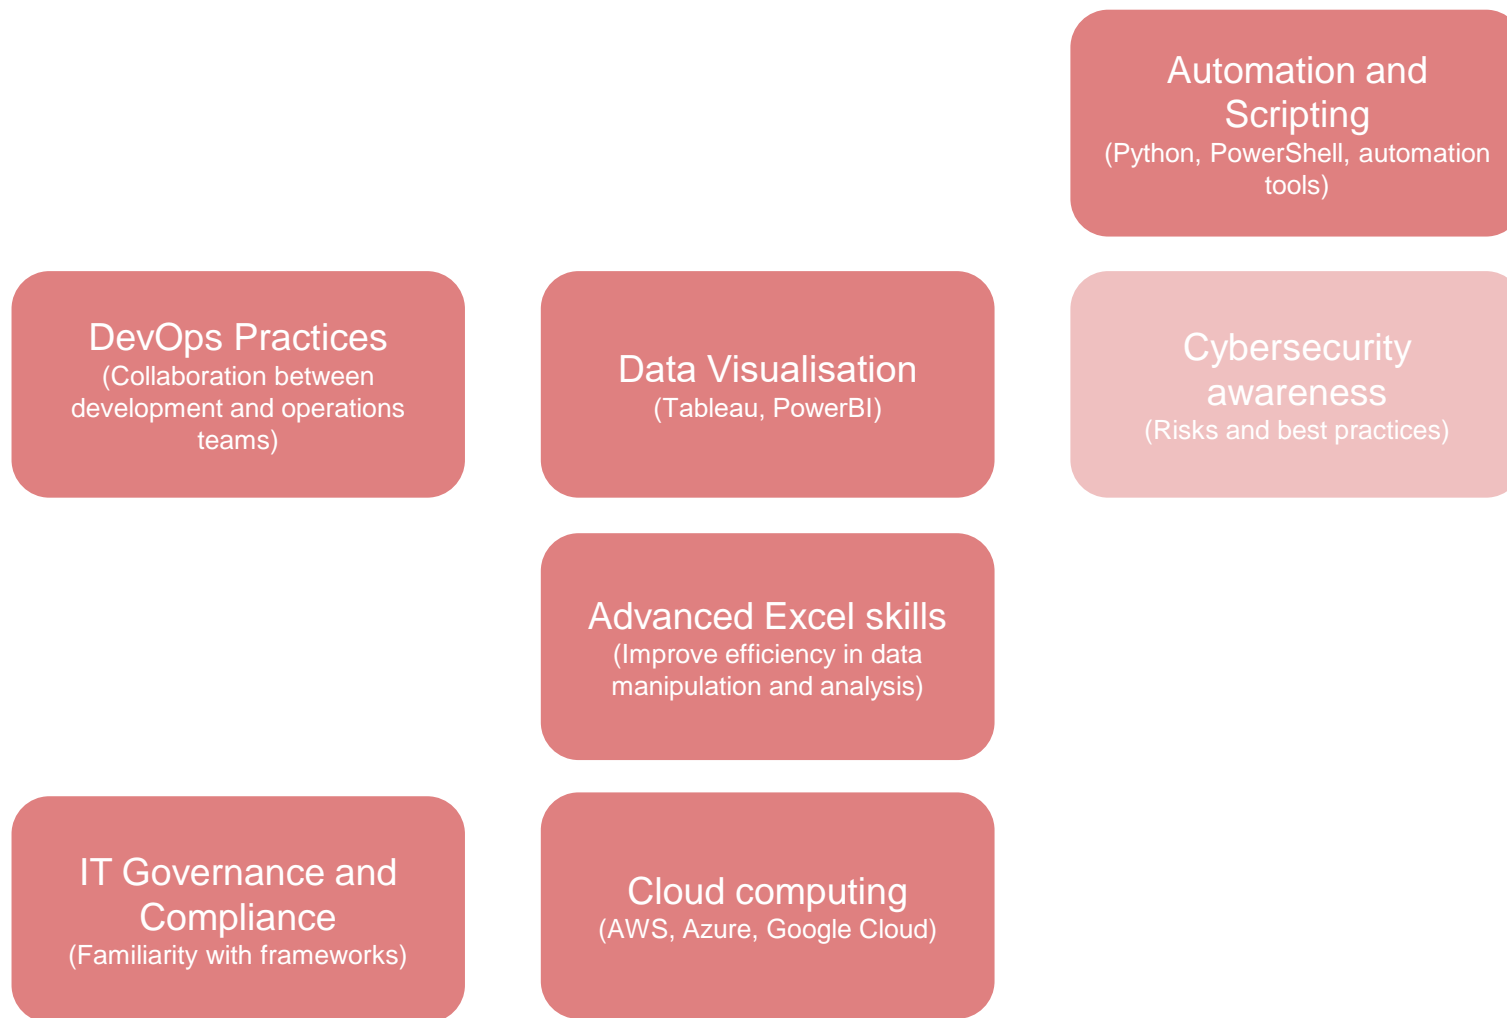 Automation and
Scripting
(Python, PowerShell, automation
tools)
DevOps Practices
(Collaboration between
development and operations
teams)
Data Visualisation
(Tableau, PowerBI)
Cybersecurity
awareness
(Risks and best practices)
Advanced Excel skills
(Improve efficiency in data
manipulation and analysis)
IT Governance and
Compliance
(Familiarity with frameworks)
Cloud computing
(AWS, Azure, Google Cloud)